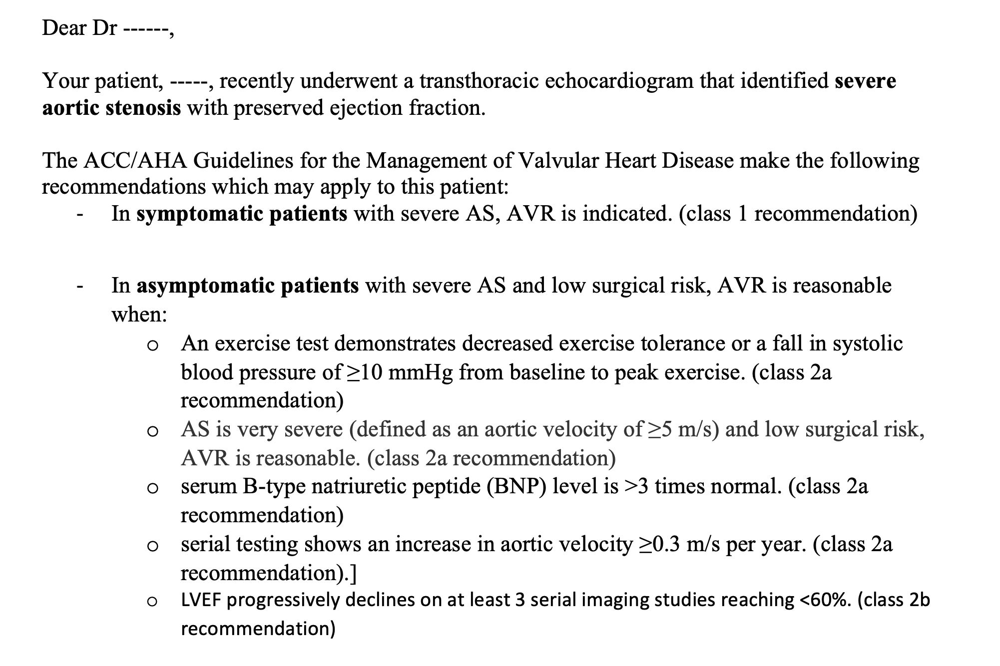 Dear Dr ------,
Your patient, -----, recently underwent a transthoracic echocardiogram that identified severe
aortic stenosis with preserved ejection fraction.
The ACC/AHA Guidelines for the Management of Valvular Heart Disease make the following
recommendations which may apply to this patient:
- In symptomatic patients with severe AS, AVR is indicated. (class 1 recommendation)
- In asymptomatic patients with severe AS and low surgical risk, AVR is reasonable
when:
o An exercise test demonstrates decreased exercise tolerance or a fall in systolic
blood pressure of ≥10 mmHg from baseline to peak exercise. (class 2a
recommendation)
o AS is very severe (defined as an aortic velocity of ≥5 m/s) and low surgical risk,
AVR is reasonable. (class 2a recommendation)
o serum B-type natriuretic peptide (BNP) level is >3 times normal. (class 2a
recommendation)
o serial testing shows an increase in aortic velocity ≥0.3 m/s per year. (class 2a
recommendation).]
o LVEF progressively declines on at least 3 serial imaging studies reaching <60%. (class 2b
recommendation)